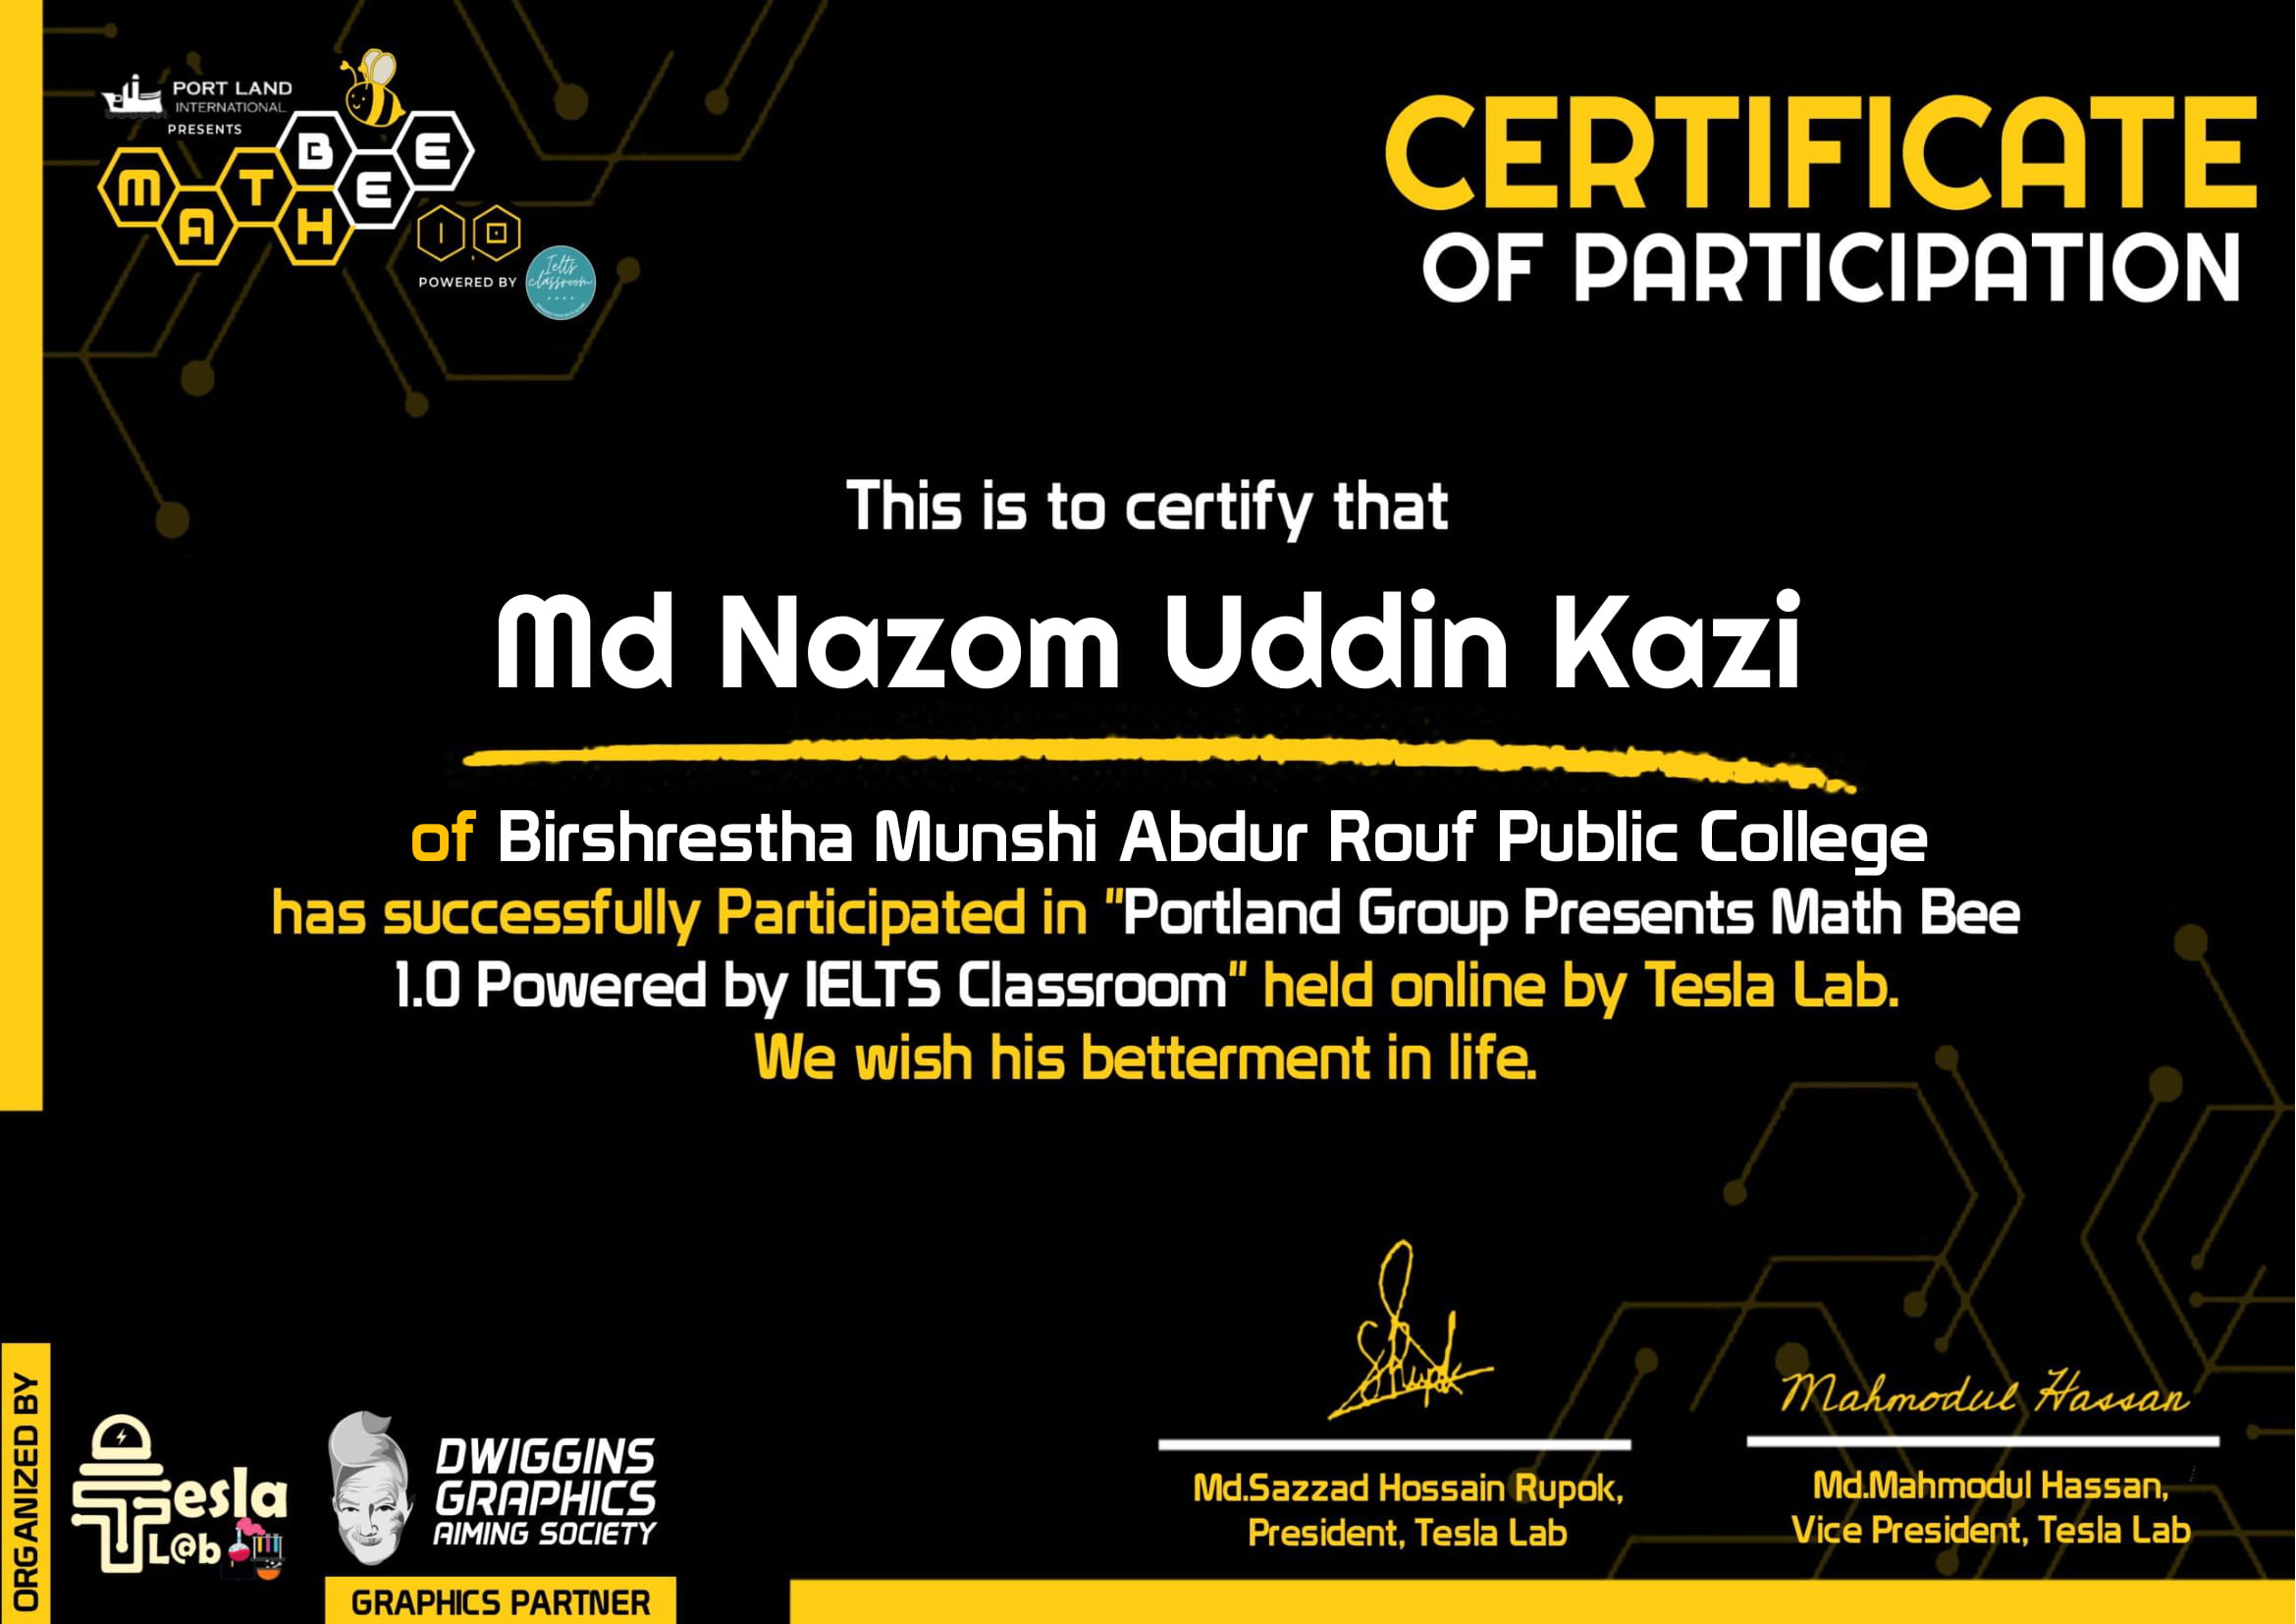 PORT LAND
INTERNATIONAL
PRESENTS
MATH BEE
1.0
POWERED BY
Ielts
classroom
CERTIFICATE
OF PARTICIPATION
This is to certify that
Md Nazom Uddin Kazi
of Birshrestha Munshi Abdur Rouf Public College
has successfully Participated in "Portland Group Presents Math Bee
1.0 Powered by IELTS Classroom" held online by Tesla Lab.
We wish his betterment in life.
ORGANIZED BY
Tesla
L@b
DWIGGINS
GRAPHICS
AIMING SOCIETY
GRAPHICS PARTNER
SRupok
Md.Sazzad Hossain Rupok,
President, Tesla Lab
Mahmodul Hassan
Md.Mahmodul Hassan,
Vice President, Tesla Lab